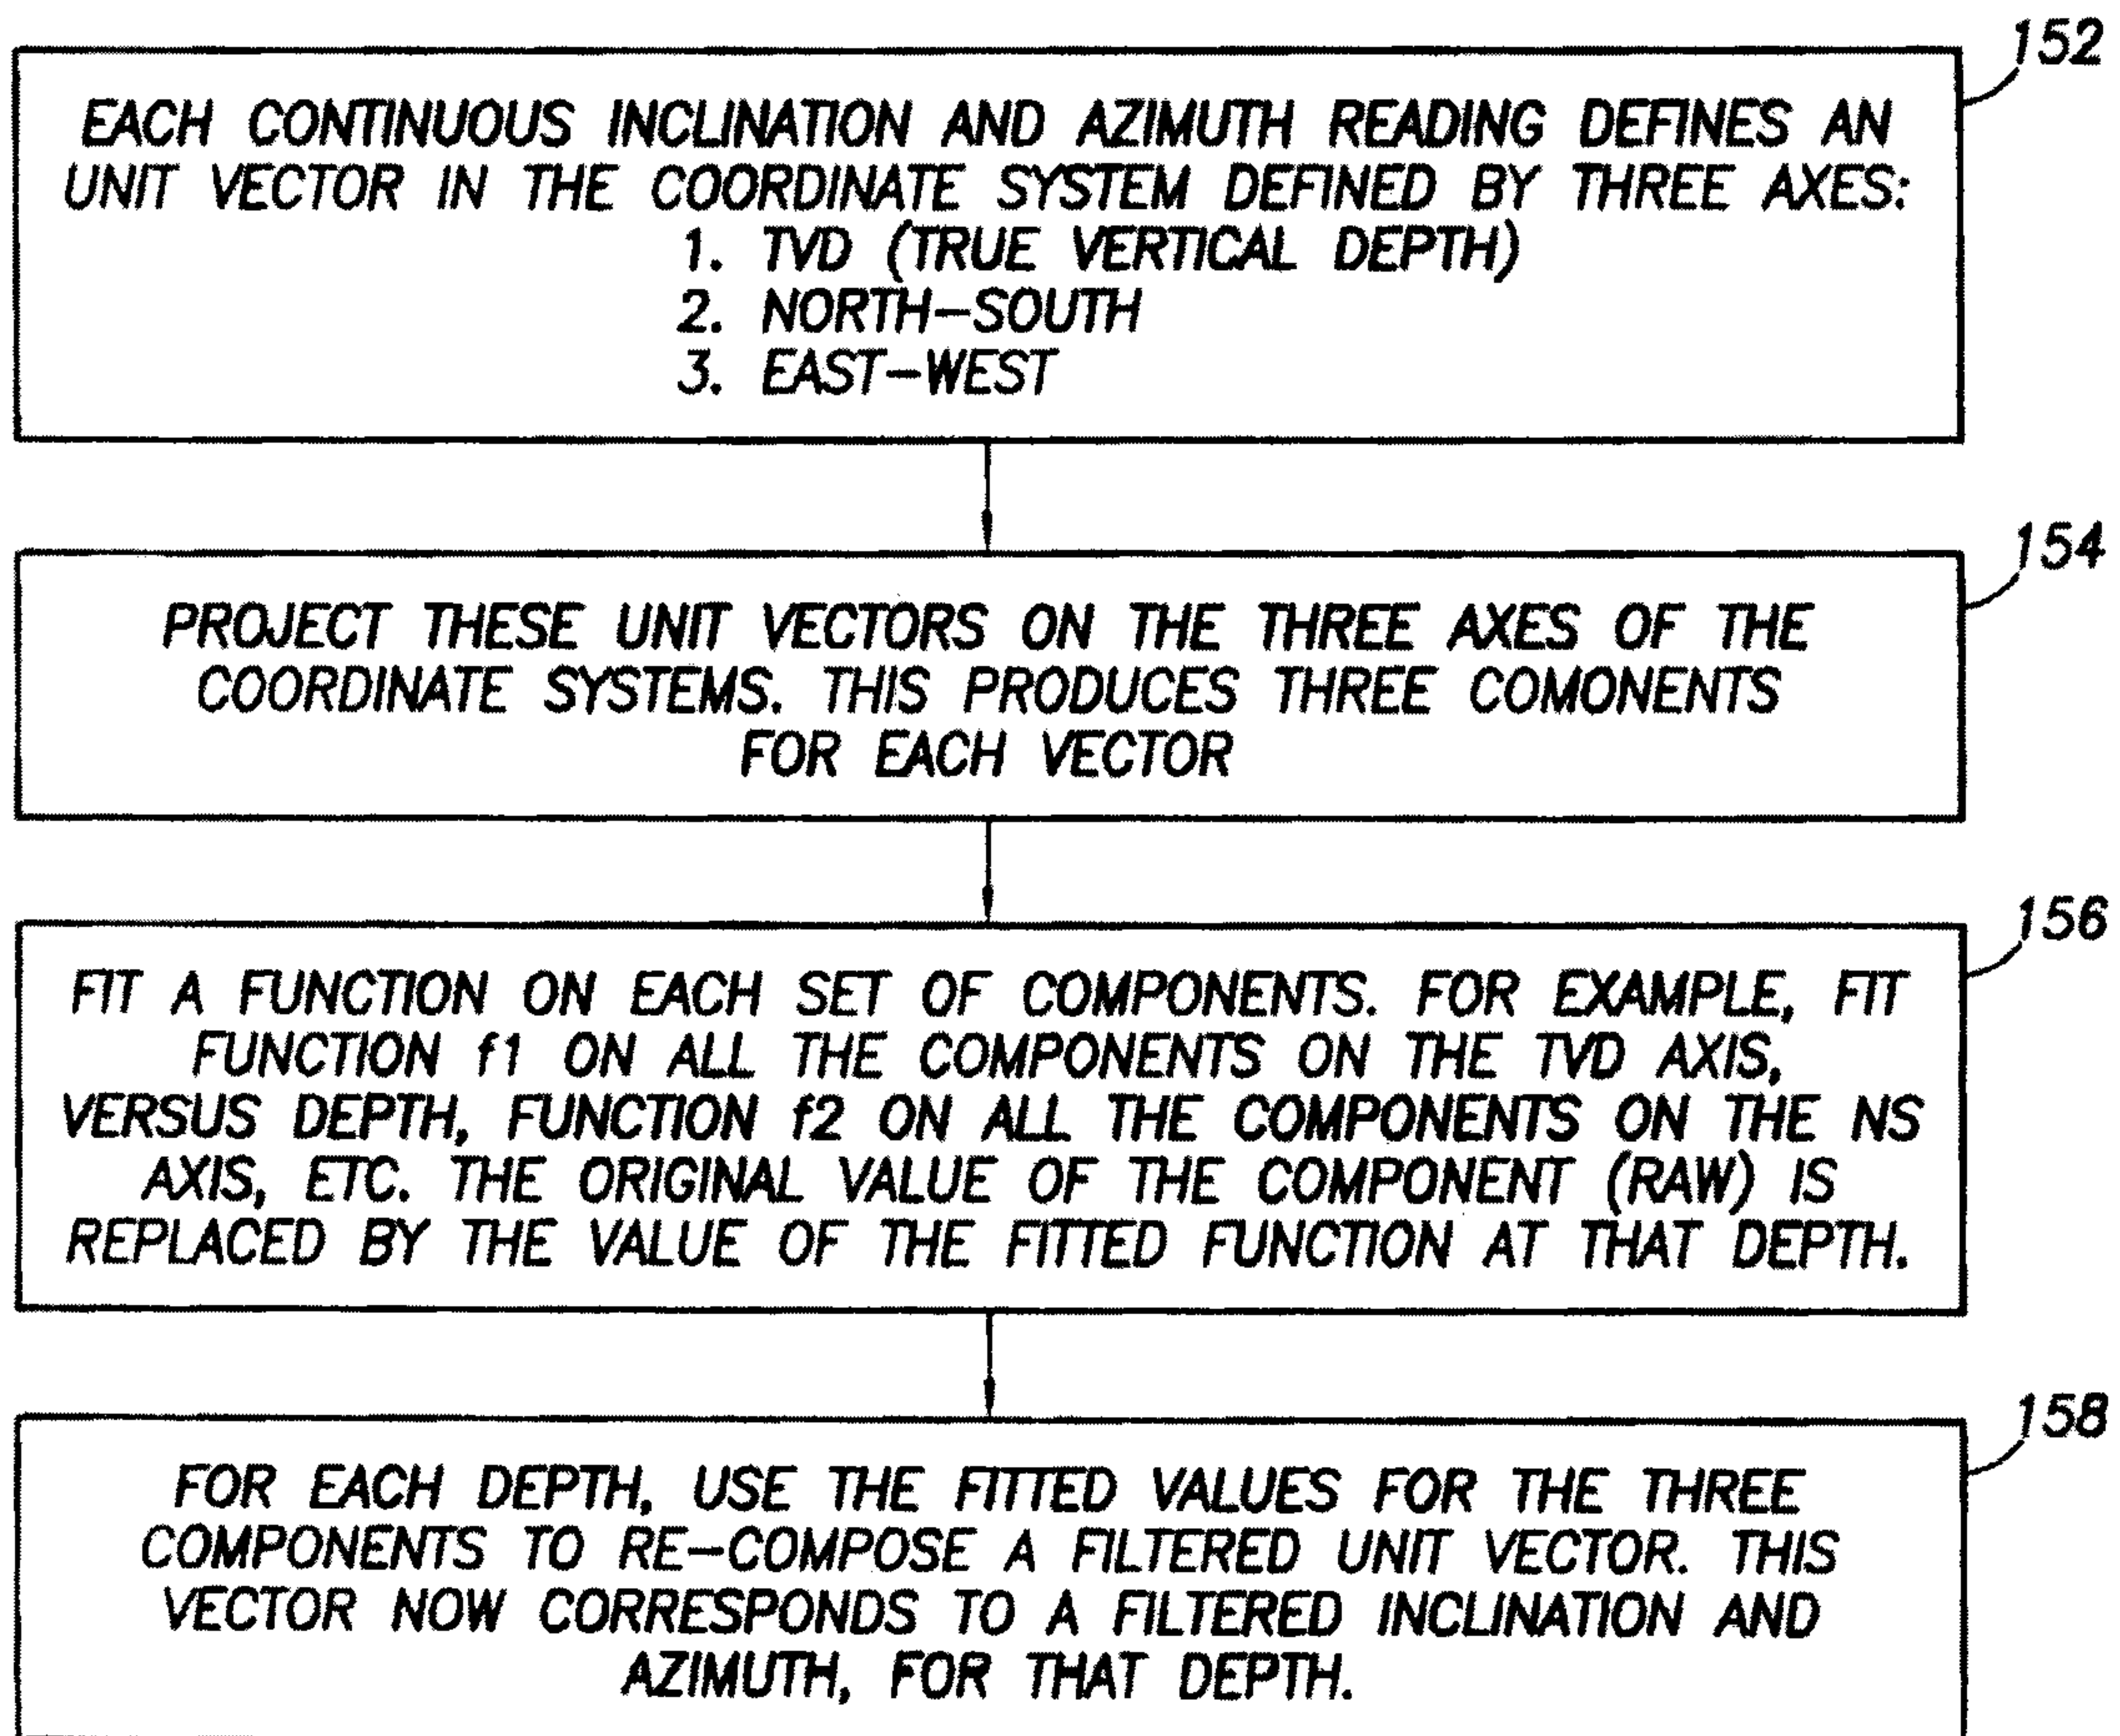 152
EACH CONTINUOUS INCLINATION AND AZIMUTH READING DEFINES AN
UNIT VECTOR IN THE COORDINATE SYSTEM DEFINED BY THREE AXES:
1. TVD (TRUE VERTICAL DEPTH)
2. NORTH–SOUTH
3. EAST–WEST
154
PROJECT THESE UNIT VECTORS ON THE THREE AXES OF THE
COORDINATE SYSTEMS. THIS PRODUCES THREE COMONENTS
FOR EACH VECTOR
156
FIT A FUNCTION ON EACH SET OF COMPONENTS. FOR EXAMPLE, FIT
FUNCTION f1 ON ALL THE COMPONENTS ON THE TVD AXIS,
VERSUS DEPTH, FUNCTION f2 ON ALL THE COMPONENTS ON THE NS
AXIS, ETC. THE ORIGINAL VALUE OF THE COMPONENT (RAW) IS
REPLACED BY THE VALUE OF THE FITTED FUNCTION AT THAT DEPTH.
158
FOR EACH DEPTH, USE THE FITTED VALUES FOR THE THREE
COMPONENTS TO RE–COMPOSE A FILTERED UNIT VECTOR. THIS
VECTOR NOW CORRESPONDS TO A FILTERED INCLINATION AND
AZIMUTH, FOR THAT DEPTH.